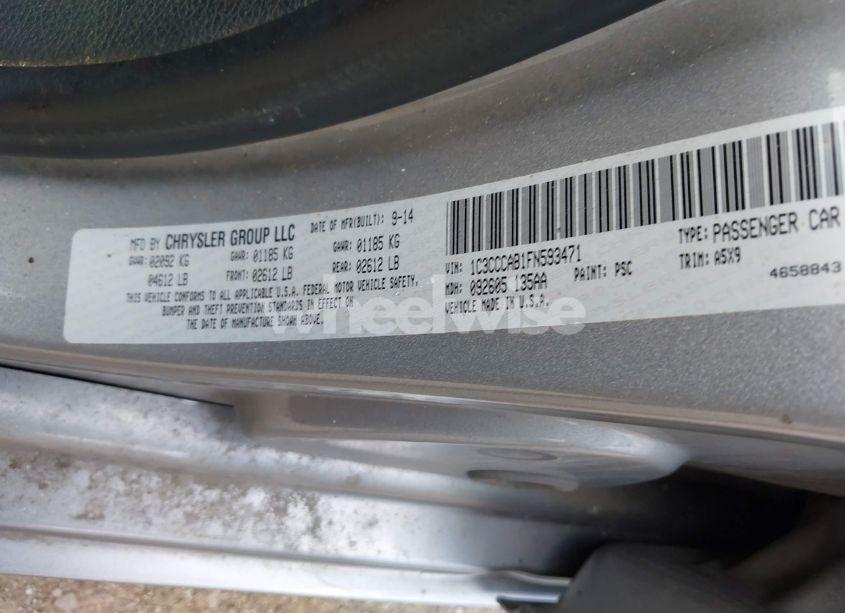 MFD BY CHRYSLER GROUP LLC DATE OF MFR(BUILT): 9-14
GVWR: 02092 KG GAWR: 01185 KG GAWR: 01185 KG
04612 LB FRONT: 02612 LB REAR: 02612 LB
THIS VEHICLE CONFORMS TO ALL APPLICABLE U.S.A. FEDERAL MOTOR VEHICLE SAFETY,
BUMPER AND THEFT PREVENTION STANDARDS IN EFFECT ON
THE DATE OF MANUFACTURE SHOWN ABOVE.
VIN: 1C3CCCAB1FN593471 TYPE: PASSENGER CAR
MDH: 092605 135AA PAINT: PSC TRIM: A5X9
VEHICLE MADE IN U.S.A. 4658843
wheelwise